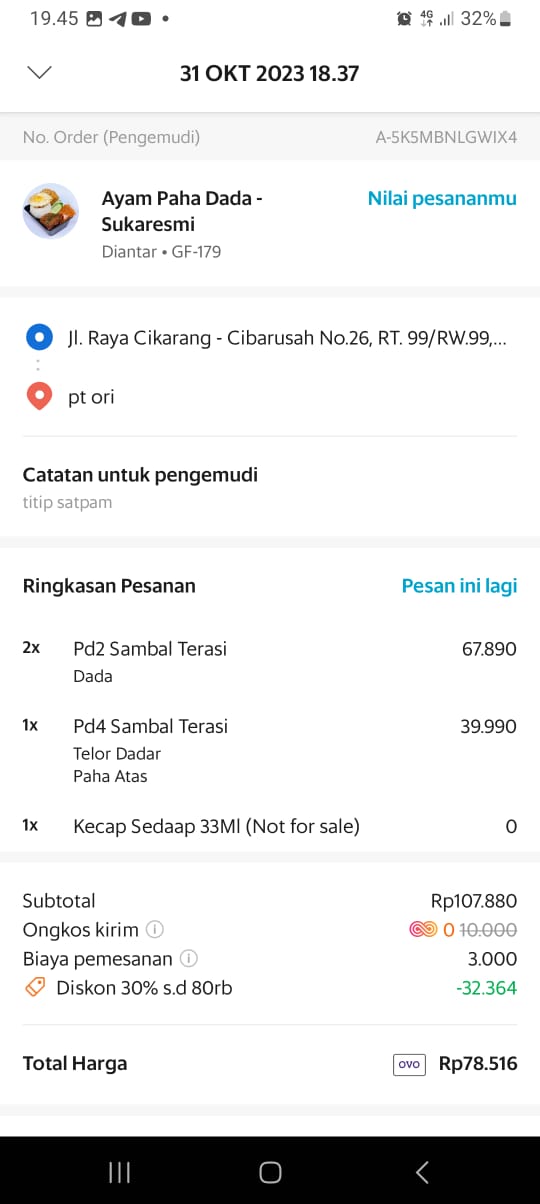 19.45 4G 32%
31 OKT 2023 18.37
No. Order (Pengemudi) A-5K5MBNLGWIX4
Ayam Paha Dada - Nilai pesananmu
Sukaresmi
Diantar • GF-179
Jl. Raya Cikarang - Cibarusah No.26, RT. 99/RW.99,...
pt ori
Catatan untuk pengemudi
titip satpam
Ringkasan Pesanan Pesan ini lagi
2x Pd2 Sambal Terasi 67.890
Dada
1x Pd4 Sambal Terasi 39.990
Telor Dadar
Paha Atas
1x Kecap Sedaap 33Ml (Not for sale) 0
Subtotal Rp107.880
Ongkos kirim 0 10.000
Biaya pemesanan 3.000
Diskon 30% s.d 80rb -32.364
Total Harga OVO Rp78.516